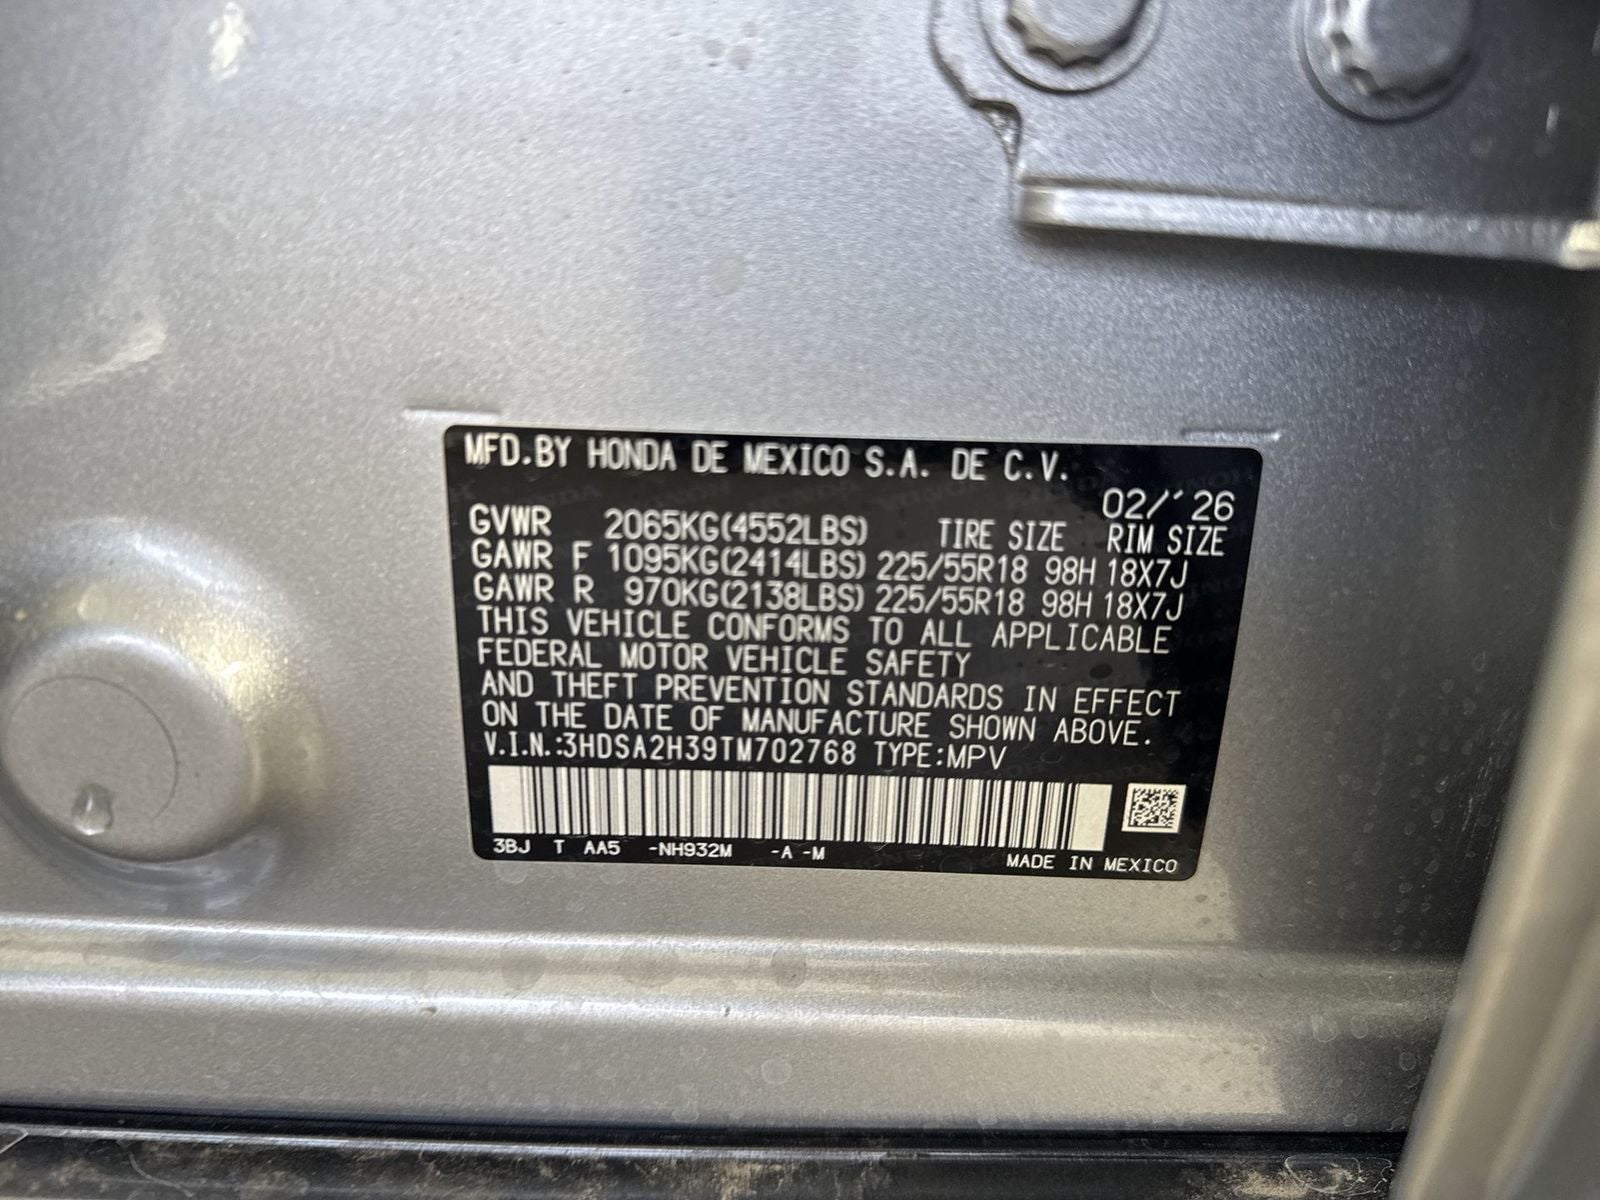 MFD.BY HONDA DE MEXICO S.A. DE C.V.
02/'26
GVWR 2065KG(4552LBS) TIRE SIZE RIM SIZE
GAWR F 1095KG(2414LBS) 225/55R18 98H 18X7J
GAWR R 970KG(2138LBS) 225/55R18 98H 18X7J
THIS VEHICLE CONFORMS TO ALL APPLICABLE
FEDERAL MOTOR VEHICLE SAFETY
AND THEFT PREVENTION STANDARDS IN EFFECT
ON THE DATE OF MANUFACTURE SHOWN ABOVE.
V.I.N.:3HDSA2H39TM702768 TYPE:MPV
3BJ T AA5 -NH932M -A -M
MADE IN MEXICO